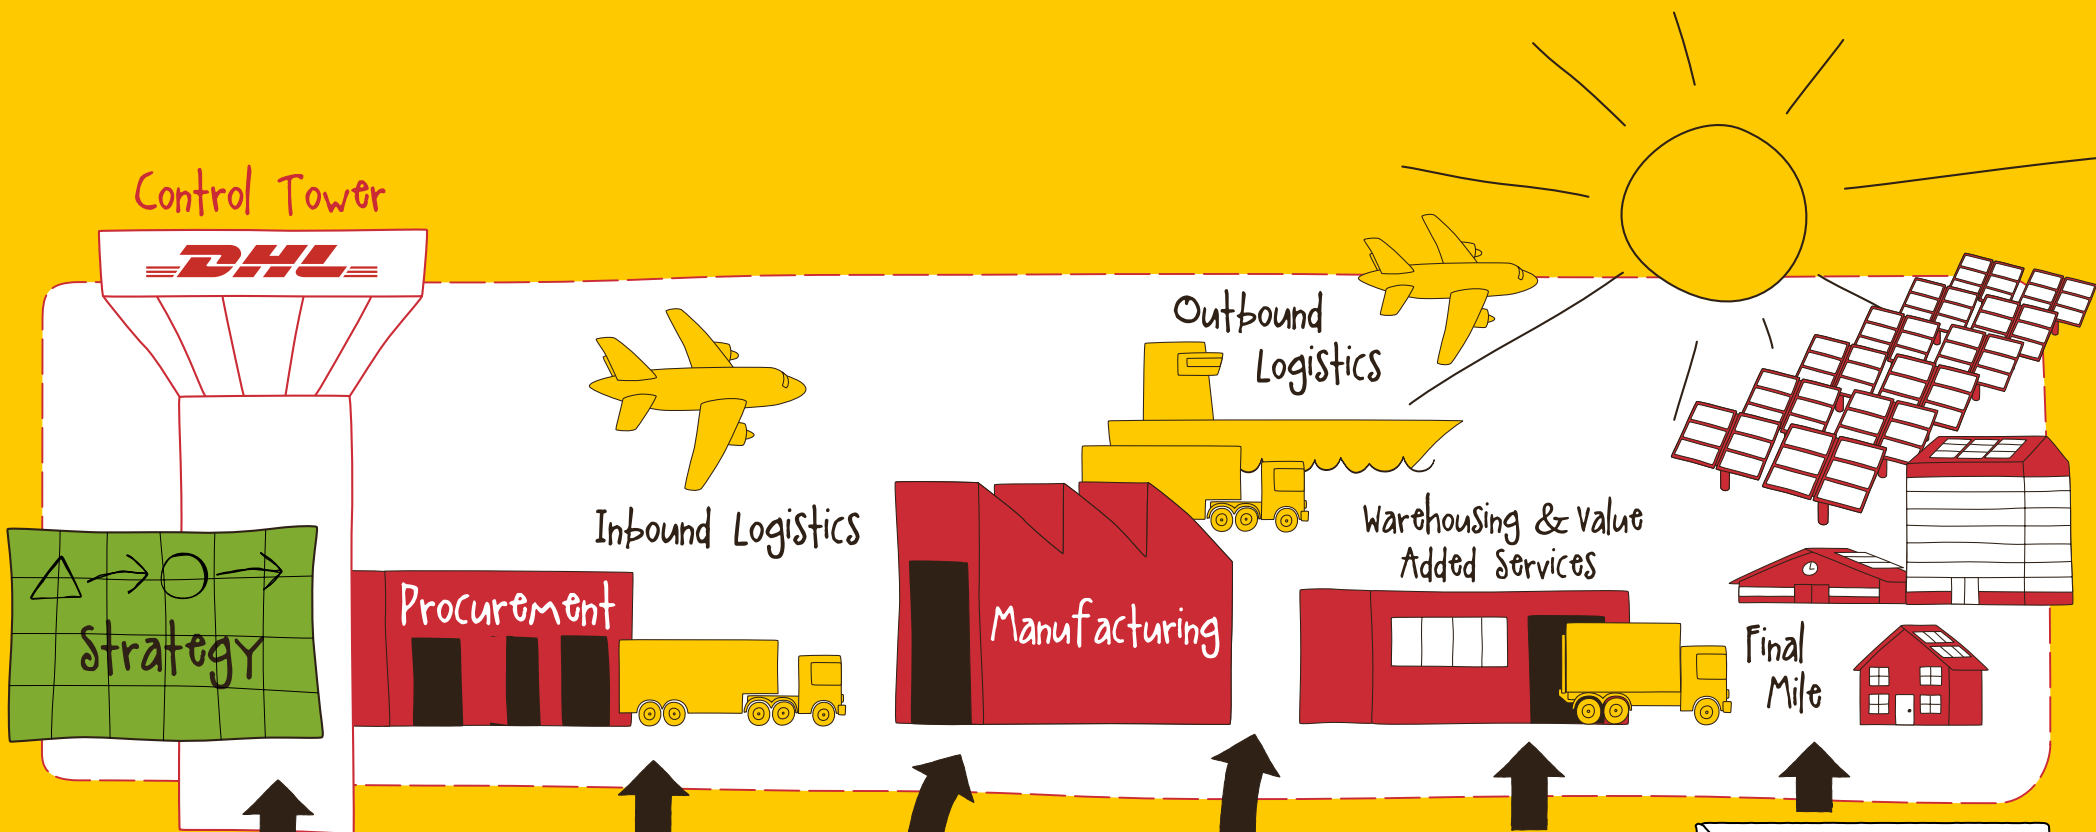 Control Tower
DHL
Strategy
Procurement
Inbound Logistics
Manufacturing
Outbound
Logistics
Warehousing & Value
Added Services
Final
Mile